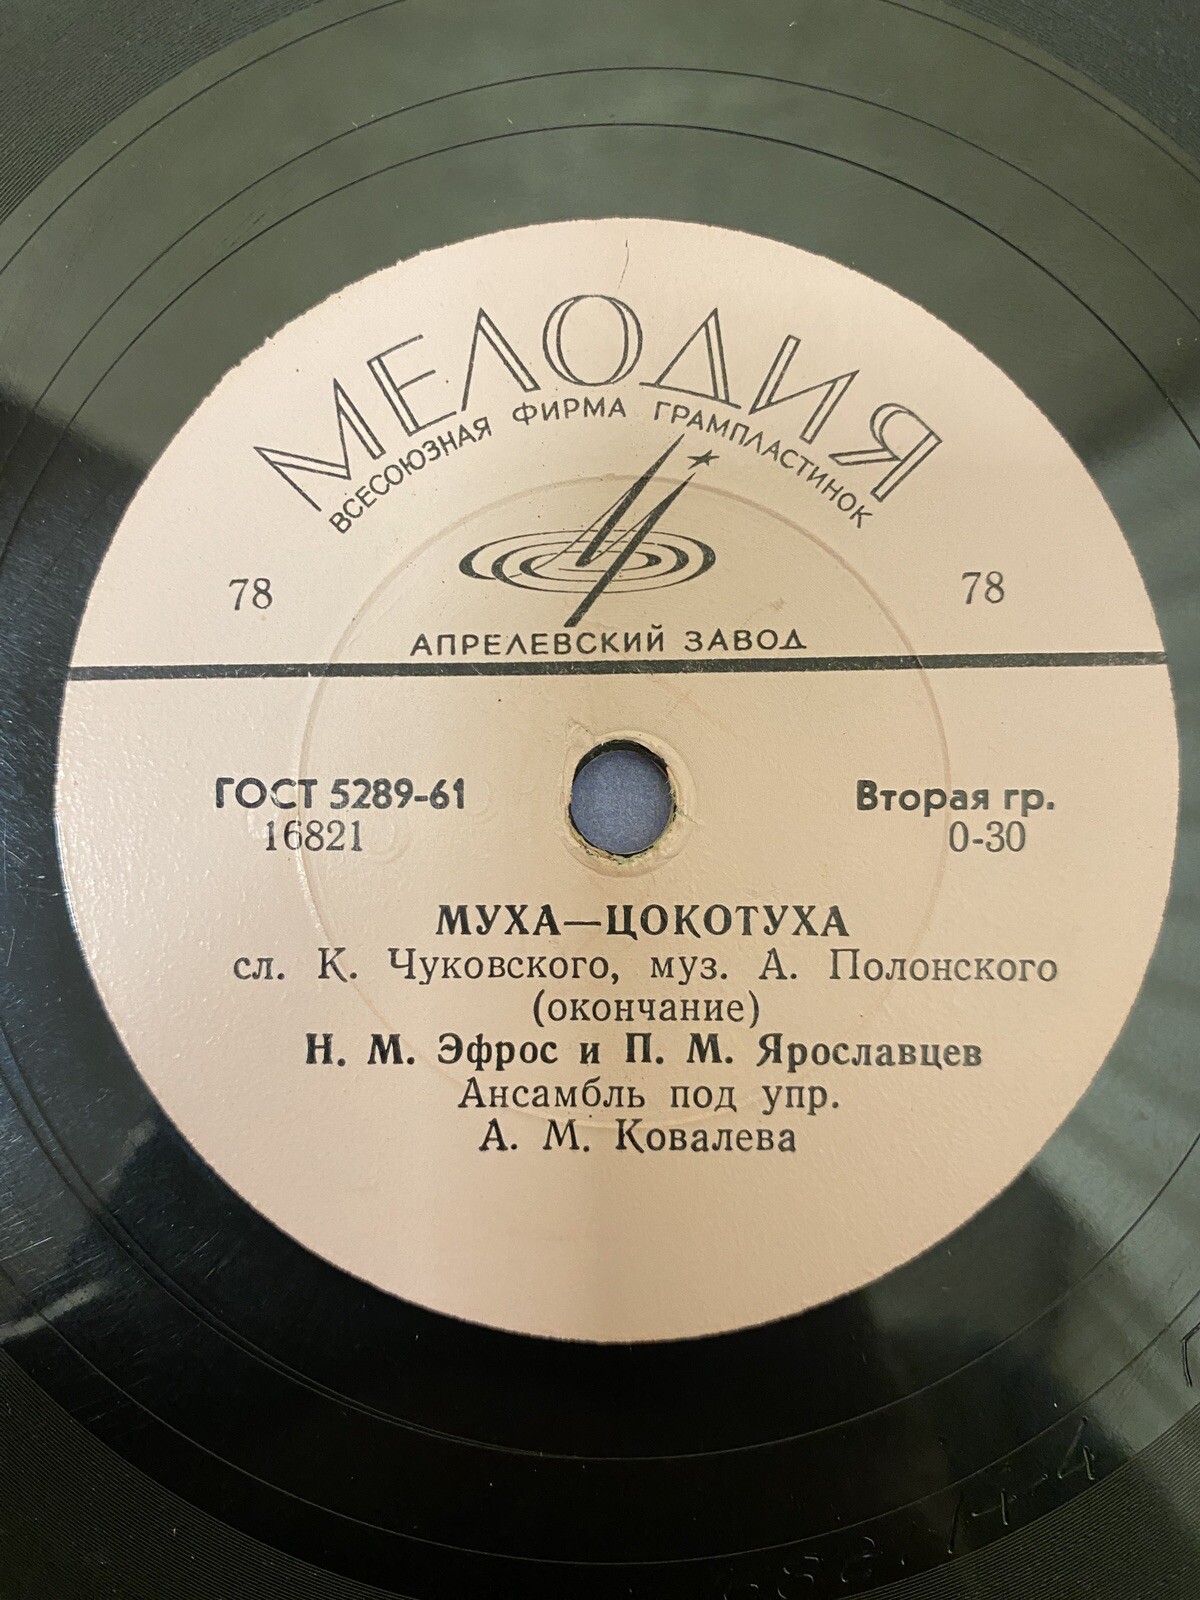 МЕЛОДИЯ
ВСЕСОЮЗНАЯ ФИРМА ГРАМПЛАСТИНОК
78 78
АПРЕЛЕВСКИЙ ЗАВОД
ГОСТ 5289-61 Вторая гр.
16821 0-30
МУХА—ЦОКОТУХА
сл. К. Чуковского, муз. А. Полонского
(окончание)
Н. М. Эфрос и П. М. Ярославцев
Ансамбль под упр.
А. М. Ковалева